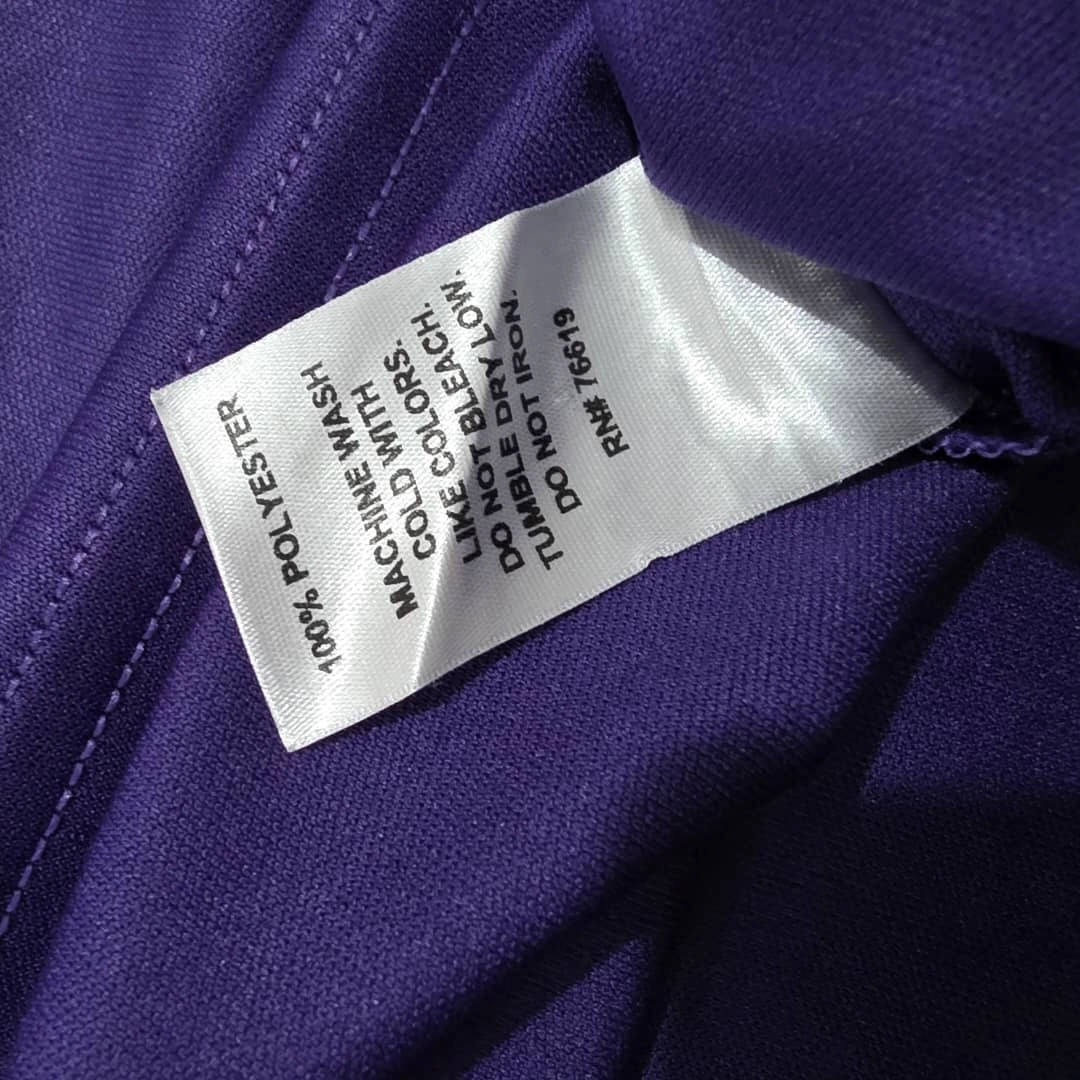 100% POLYESTER
MACHINE WASH
COLD WITH
LIKE COLORS.
DO NOT BLEACH.
TUMBLE DRY LOW.
DO NOT IRON.
RN# 76619